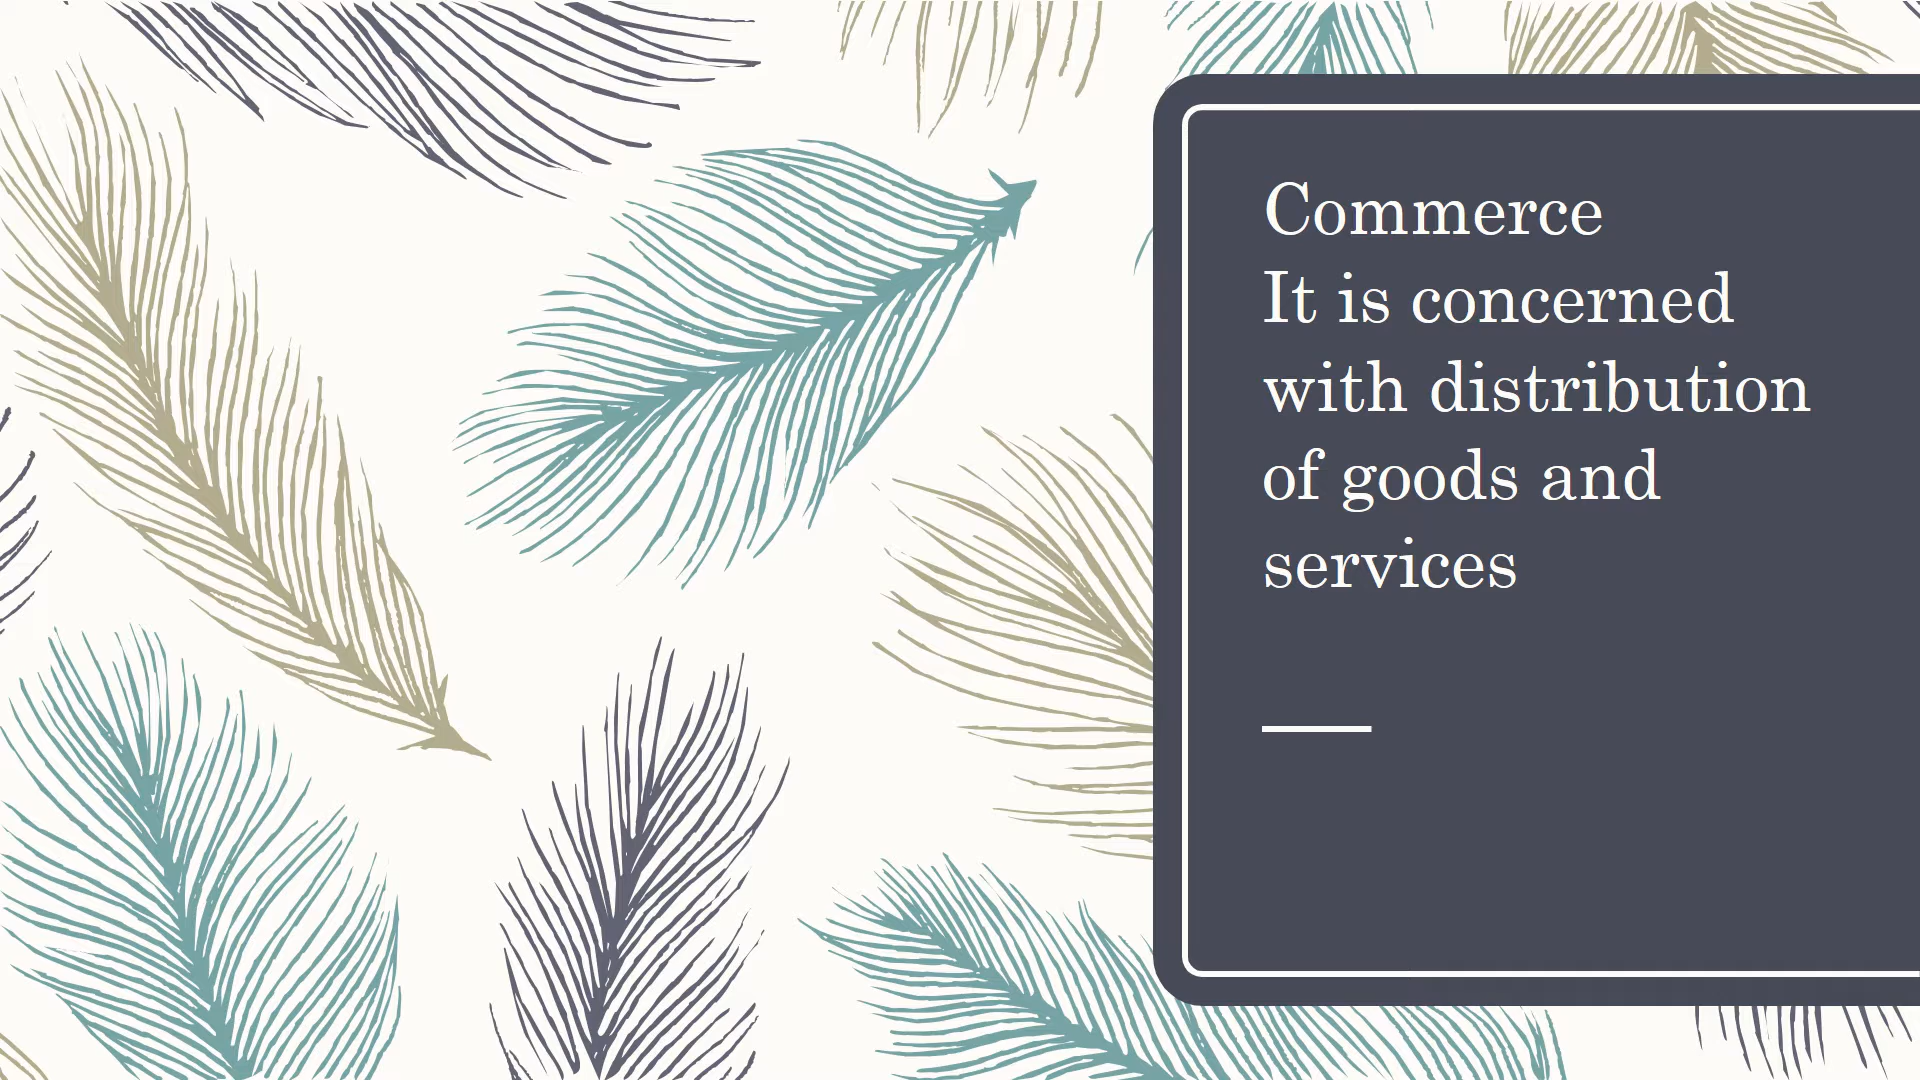 Commerce
It is concerned
with distribution
of goods and
services